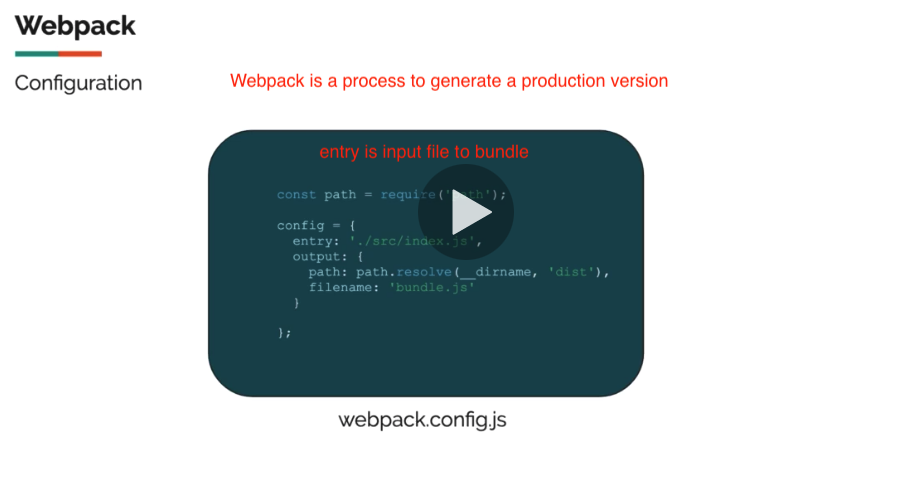 Webpack
Configuration
Webpack is a process to generate a production version
entry is input file to bundle
const path = require('path');
config = {
entry: './src/index.js',
output: {
path: path.resolve(__dirname, 'dist'),
filename: 'bundle.js'
}
};
webpack.config.js